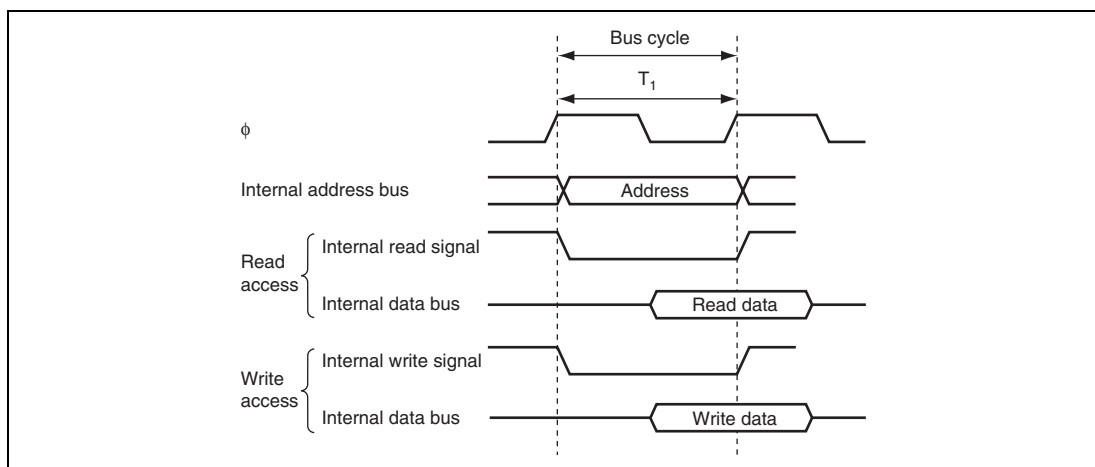 Bus cycle
T₁
ϕ
Internal address bus
Address
Read
access
Internal read signal
Internal data bus
Read data
Write
access
Internal write signal
Internal data bus
Write data